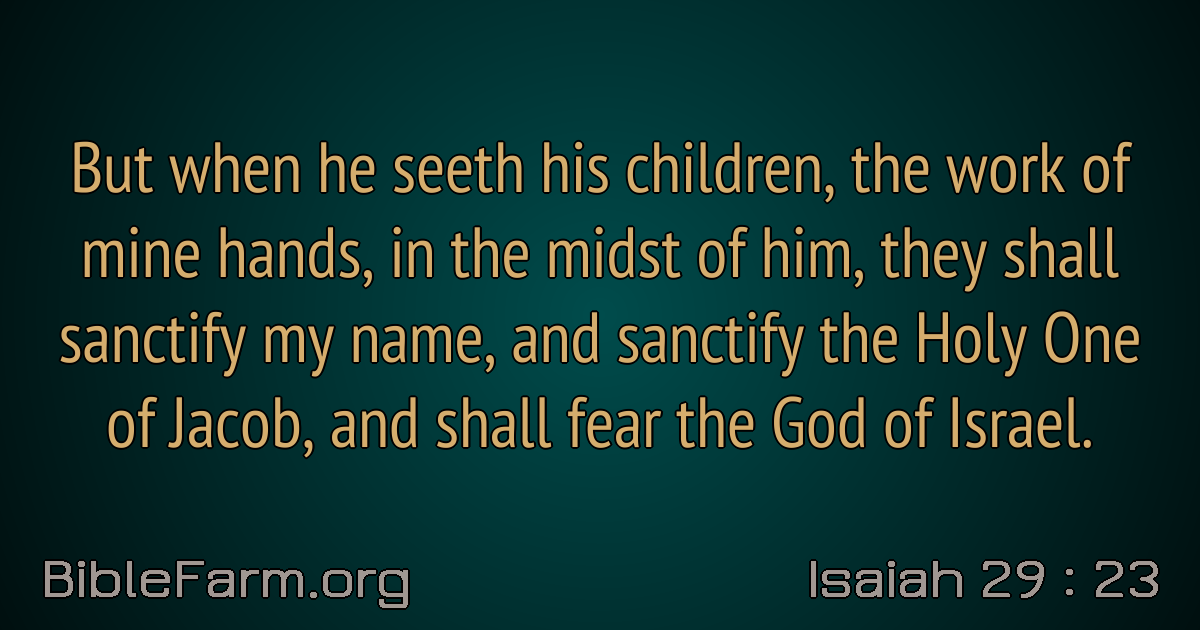 But when he seeth his children, the work of
mine hands, in the midst of him, they shall
sanctify my name, and sanctify the Holy One
of Jacob, and shall fear the God of Israel.
BibleFarm.org
Isaiah 29 : 23